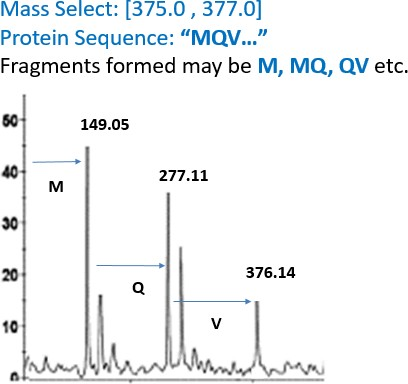 Mass Select: [375.0 , 377.0]
Protein Sequence: “MQV…”
Fragments formed may be M, MQ, QV etc.
50
149.05
277.11
40
M
30
376.14
20
Q
V
10
0